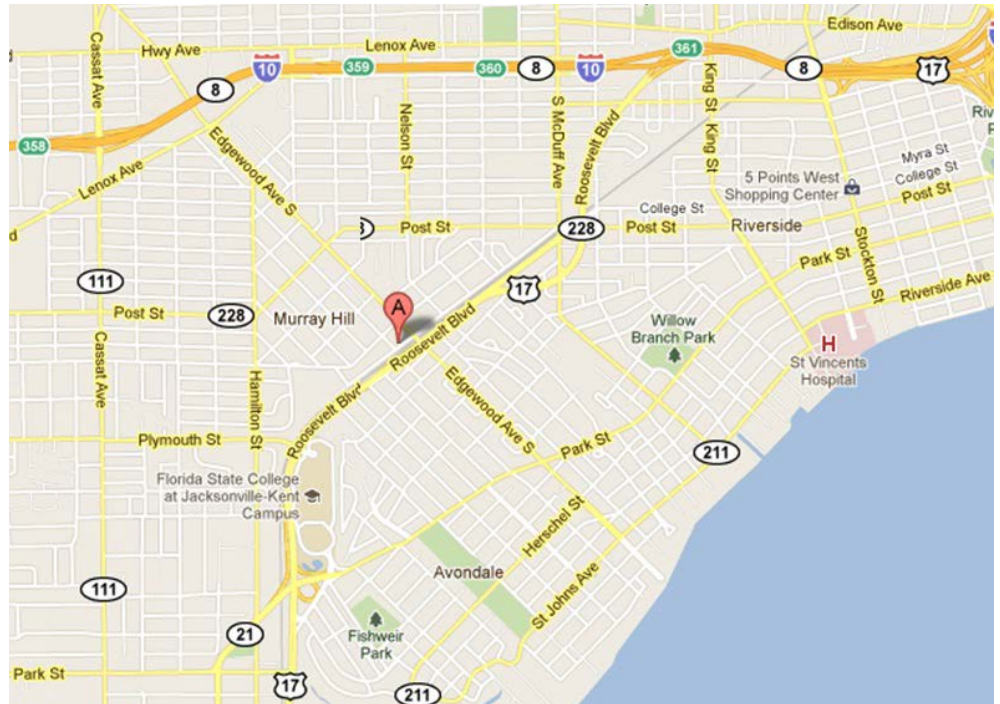 Edison Ave
Lenox Ave
Hwy Ave
361
10
359
360
8
10
8
17
8
Cassat Ave
358
Lenox Ave
Edgewood Ave S
Nelson St
S McDuff Ave
Roosevelt Blvd
King St
King St
Myra St
College St
5 Points West
Shopping Center
Post St
College St
Riverside
Post St
228
Post St
Park St
Stockton St
Riverside Ave
111
17
Post St
228
Murray Hill
A
Roosevelt Blvd
Willow
Branch Park
H
St Vincents
Hospital
Cassat Ave
Hamilton St
Roosevelt Blvd
Edgewood Ave S
Plymouth St
Park St
211
Florida State College
at Jacksonville-Kent
Campus
Herschel St
Avondale
St Johns Ave
111
21
Fishweir
Park
Park St
17
211